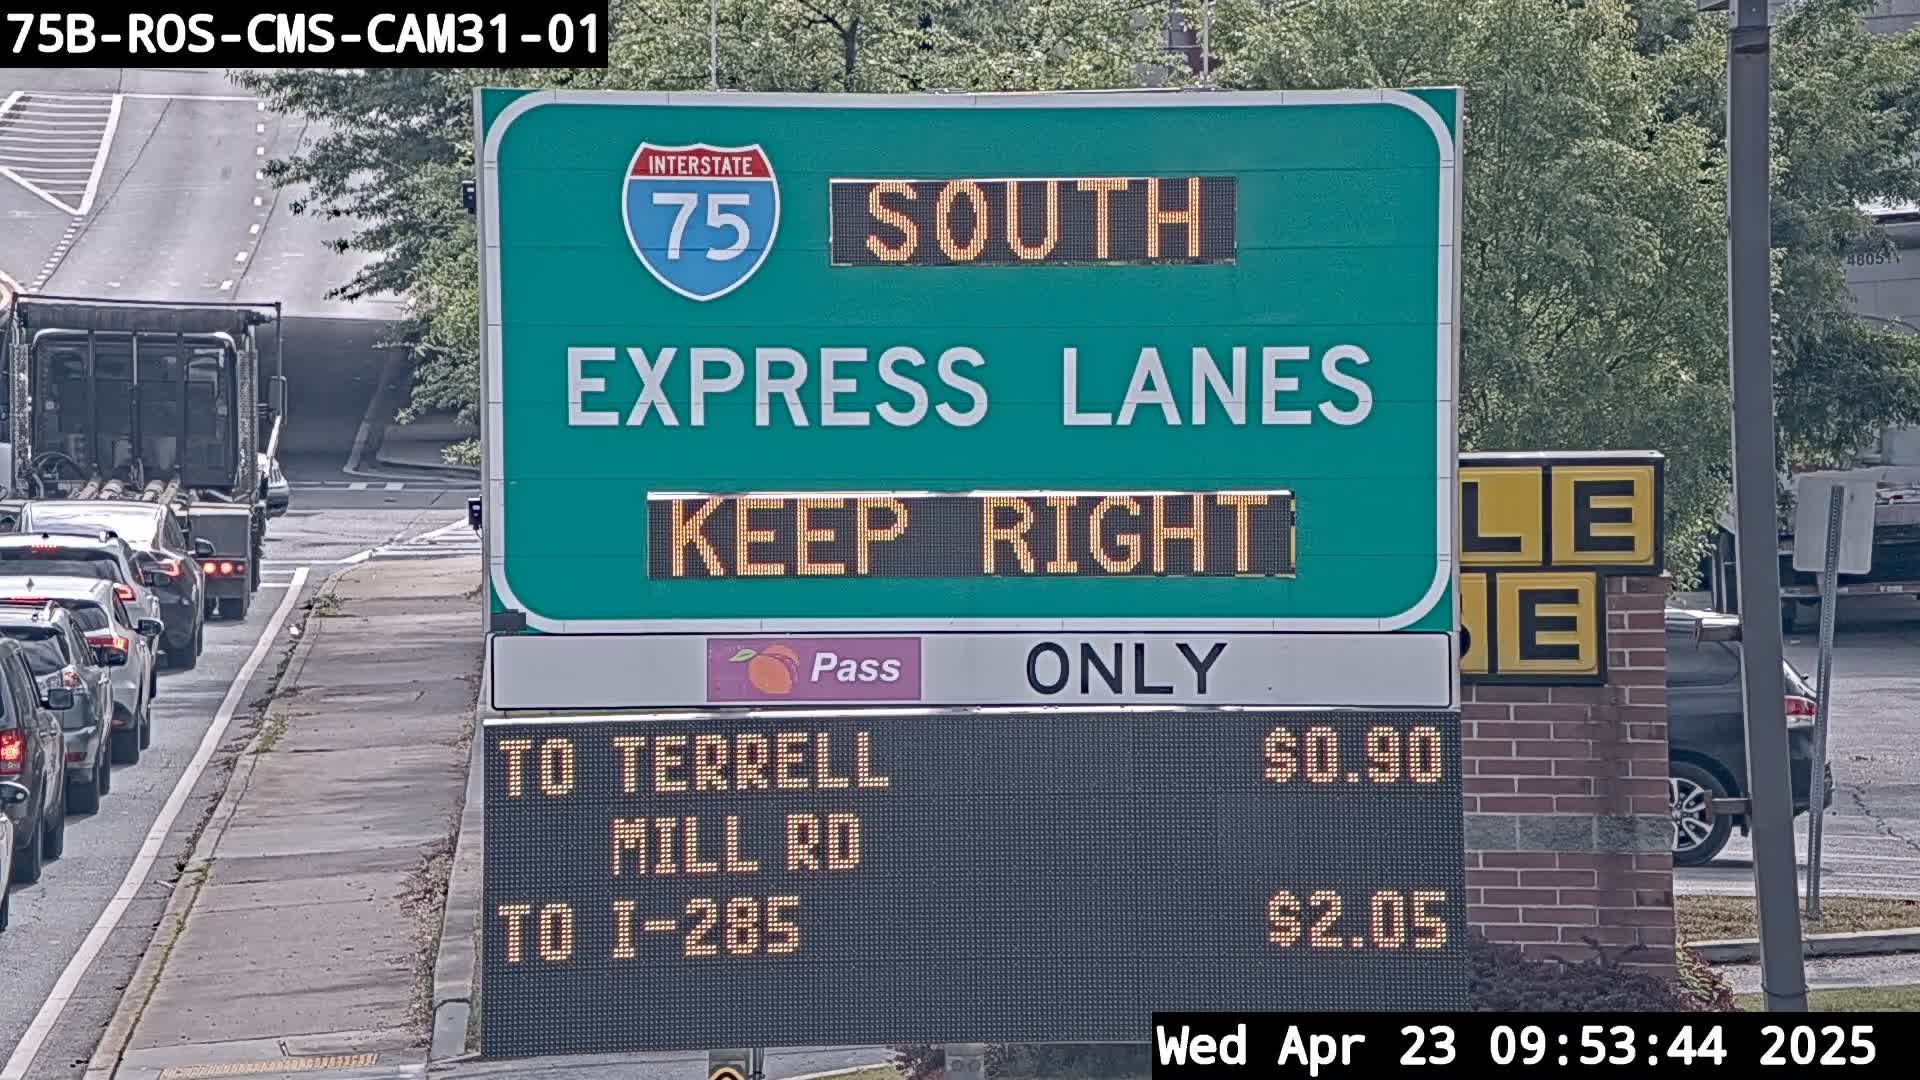 75B-ROS-CMS-CAM31-01
INTERSTATE
75
SOUTH
EXPRESS LANES
KEEP RIGHT
Pass ONLY
TO TERRELL $0.90
MILL RD
TO I-285 $2.05
LE
E
Wed Apr 23 09:53:44 2025